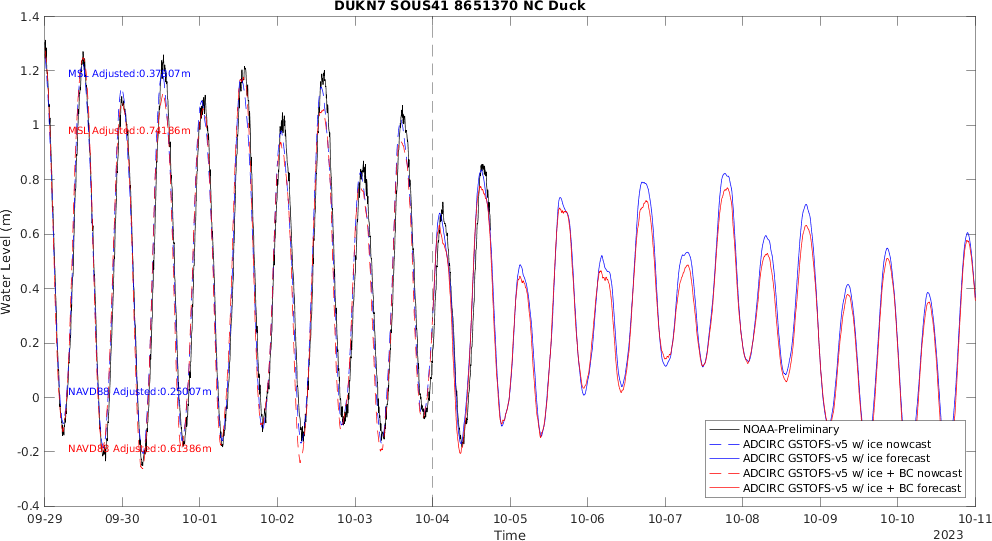 DUKN7 SOUS41 8651370 NC Duck
Water Level (m)
1.4
1.2
1
0.8
0.6
0.4
0.2
0
-0.2
-0.4
MSL Adjusted:0.37007m
MSL Adjusted:0.74186m
NAVD88 Adjusted:0.25007m
NAVD88 Adjusted:0.61386m
NOAA-Preliminary
ADCIRC GSTOFS-v5 w/ ice nowcast
ADCIRC GSTOFS-v5 w/ ice forecast
ADCIRC GSTOFS-v5 w/ ice + BC nowcast
ADCIRC GSTOFS-v5 w/ ice + BC forecast
09-29 09-30 10-01 10-02 10-03 10-04 10-05 10-06 10-07 10-08 10-09 10-10 10-11
Time
2023